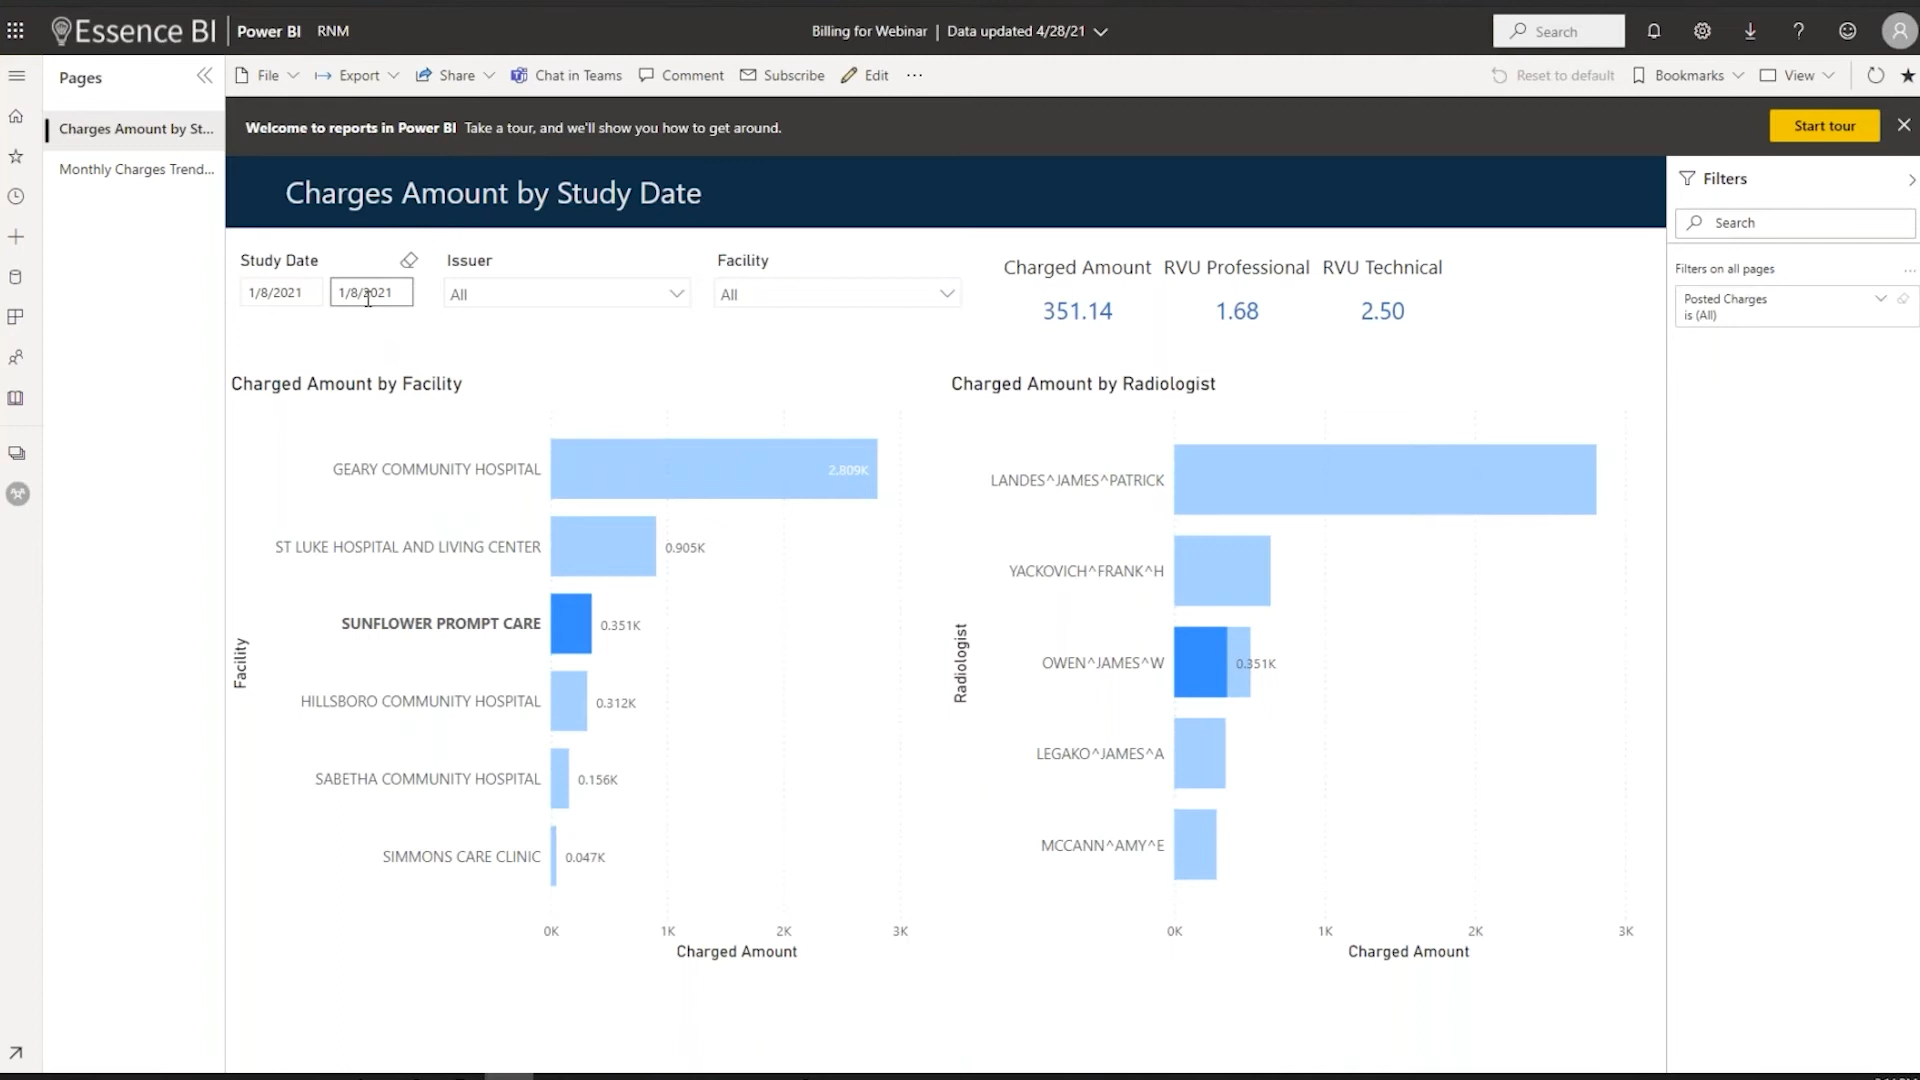 Essence BI Power BI RNM
Billing for Webinar | Data updated 4/28/21
Search
Pages
File Export Share Chat in Teams Comment Subscribe Edit ...
Reset to default Bookmarks View
Charges Amount by St...
Monthly Charges Trend...
Welcome to reports in Power BI Take a tour, and we'll show you how to get around.
Start tour
Charges Amount by Study Date
Study Date
1/8/2021 1/8/2021
Issuer
All
Facility
All
Charged Amount RVU Professional RVU Technical
351.14 1.68 2.50
Filters
Search
Filters on all pages
...
Posted Charges
is (All)
Charged Amount by Facility
Facility
GEARY COMMUNITY HOSPITAL 2.809K
ST LUKE HOSPITAL AND LIVING CENTER 0.905K
SUNFLOWER PROMPT CARE 0.351K
HILLSBORO COMMUNITY HOSPITAL 0.312K
SABETHA COMMUNITY HOSPITAL 0.156K
SIMMONS CARE CLINIC 0.047K
0K 1K 2K 3K
Charged Amount
Charged Amount by Radiologist
Radiologist
LANDES^JAMES^PATRICK
YACKOVICH^FRANK^H
OWEN^JAMES^W 0.351K
LEGAKO^JAMES^A
MCCANN^AMY^E
0K 1K 2K 3K
Charged Amount